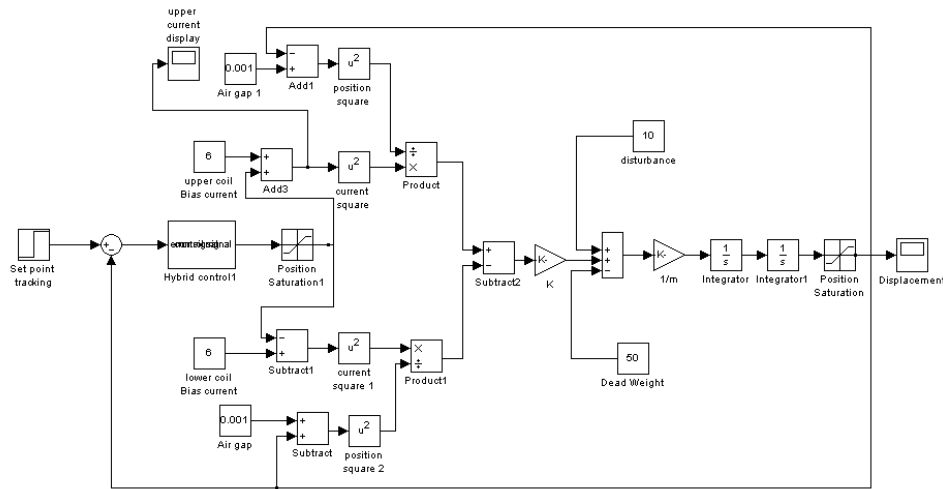 upper
current
display
0.001
Air gap 1
−
+
Add1
u²
position
square
6
upper coil
Bias current
+
+
Add3
u²
current
square
÷
×
Product
10
disturbance
Set point
tracking
−
Hybrid control1
Position
Saturation1
+
−
Subtract2
K-
K
+
+
−
K-
1/m
1
s
Integrator
1
s
Integrator1
Position
Saturation
Displacement
6
lower coil
Bias current
−
+
Subtract1
u²
current
square 1
×
÷
Product1
50
Dead Weight
0.001
Air gap
+
+
Subtract
u²
position
square 2